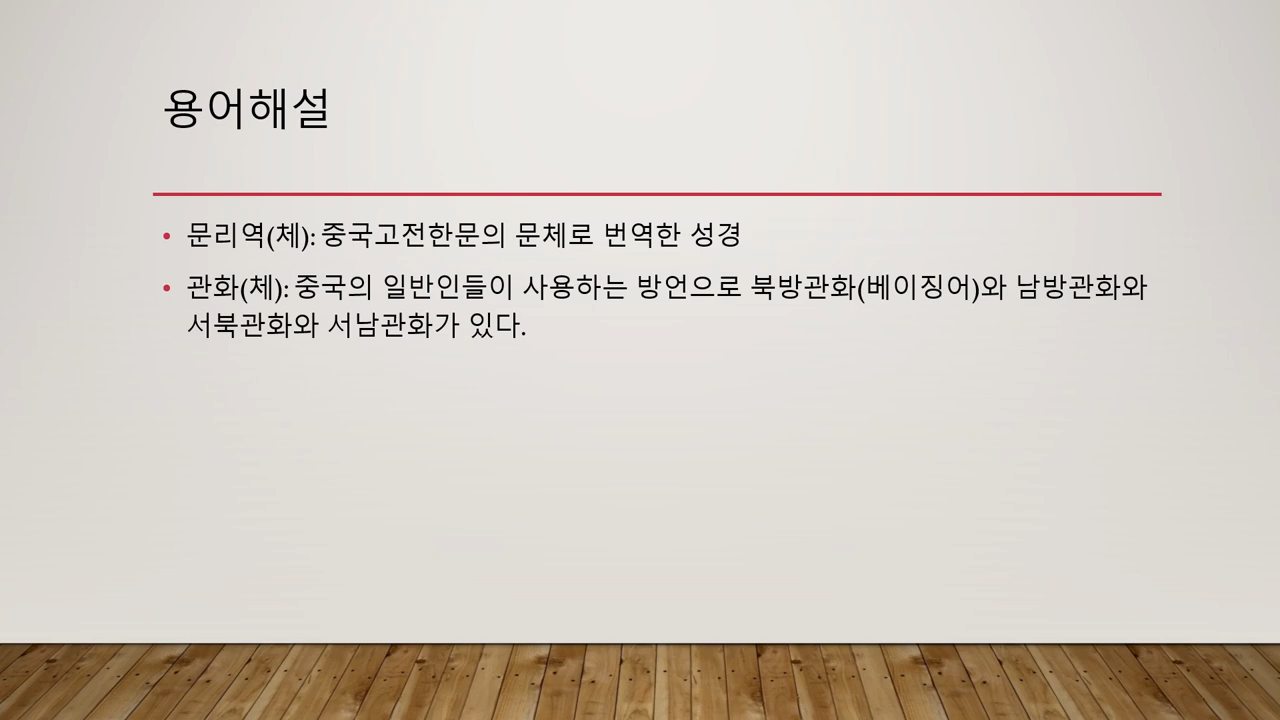 용어해설
• 문리역(체): 중국고전한문의 문체로 번역한 성경
• 관화(체): 중국의 일반인들이 사용하는 방언으로 북방관화(베이징어)와 남방관화와
서북관화와 서남관화가 있다.